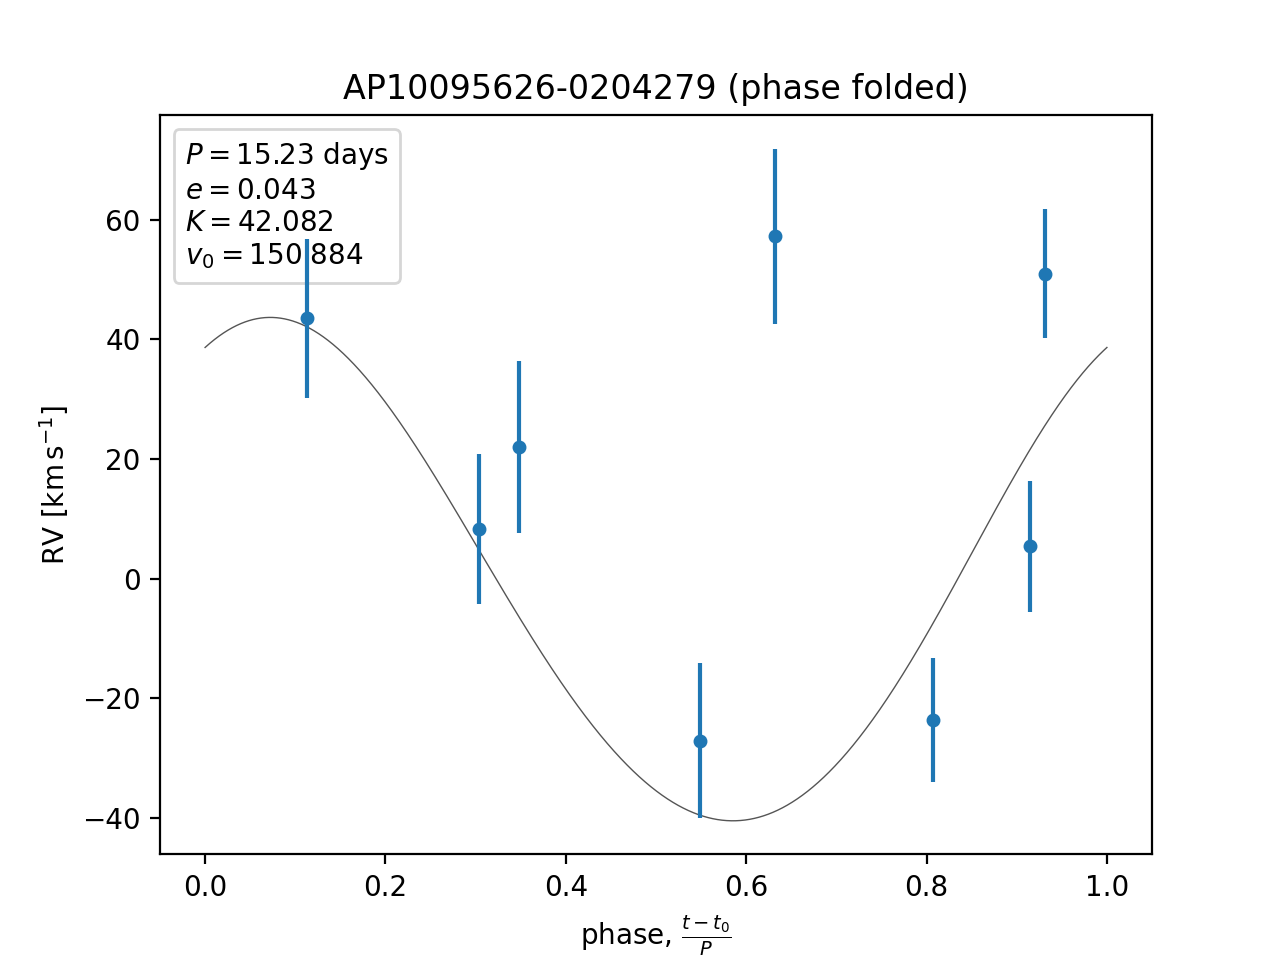 AP10095626-0204279 (phase folded)
P = 15.23 days
e = 0.043
K = 42.082
v₀ = 150.884
60
40
20
0
−20
−40
RV [km s⁻¹]
0.0 0.2 0.4 0.6 0.8 1.0
phase, (t − t₀)/P